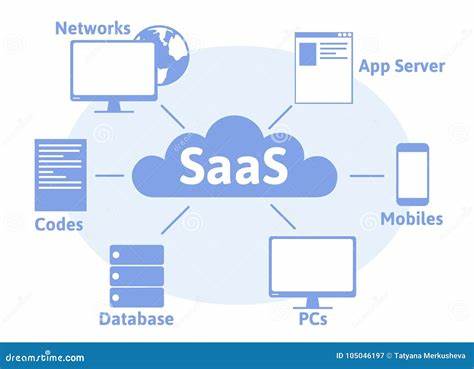 Networks
App Server
SaaS
Codes
Mobiles
Database
PCs
dreamstime.com
ID 105046197 © Tatyana Merkusheva